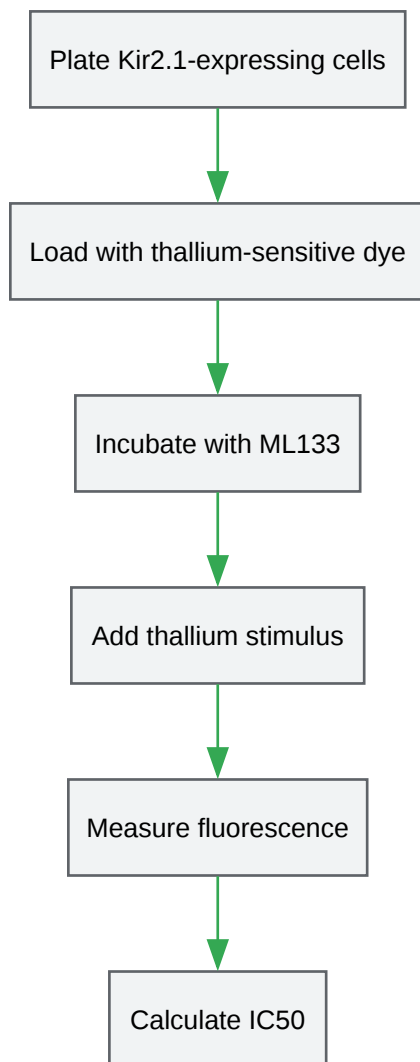 Plate Kir2.1-expressing cells
Load with thallium-sensitive dye
Incubate with ML133
Add thallium stimulus
Measure fluorescence
Calculate IC50